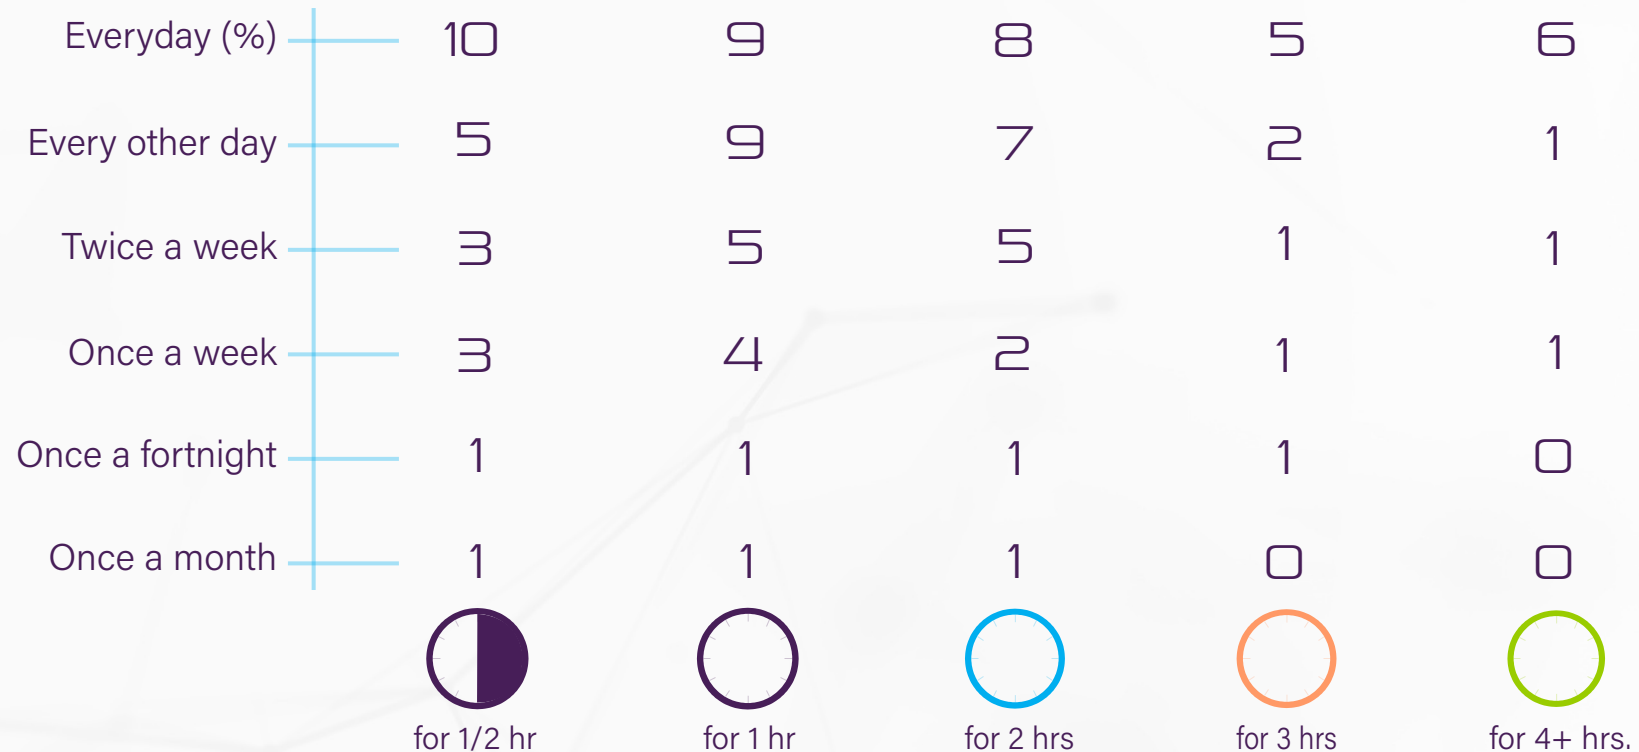 Everyday (%) 10 9 8 5 6
Every other day 5 9 7 2 1
Twice a week 3 5 5 1 1
Once a week 3 4 2 1 1
Once a fortnight 1 1 1 1 0
Once a month 1 1 1 0 0
for 1/2 hr for 1 hr for 2 hrs for 3 hrs for 4+ hrs.